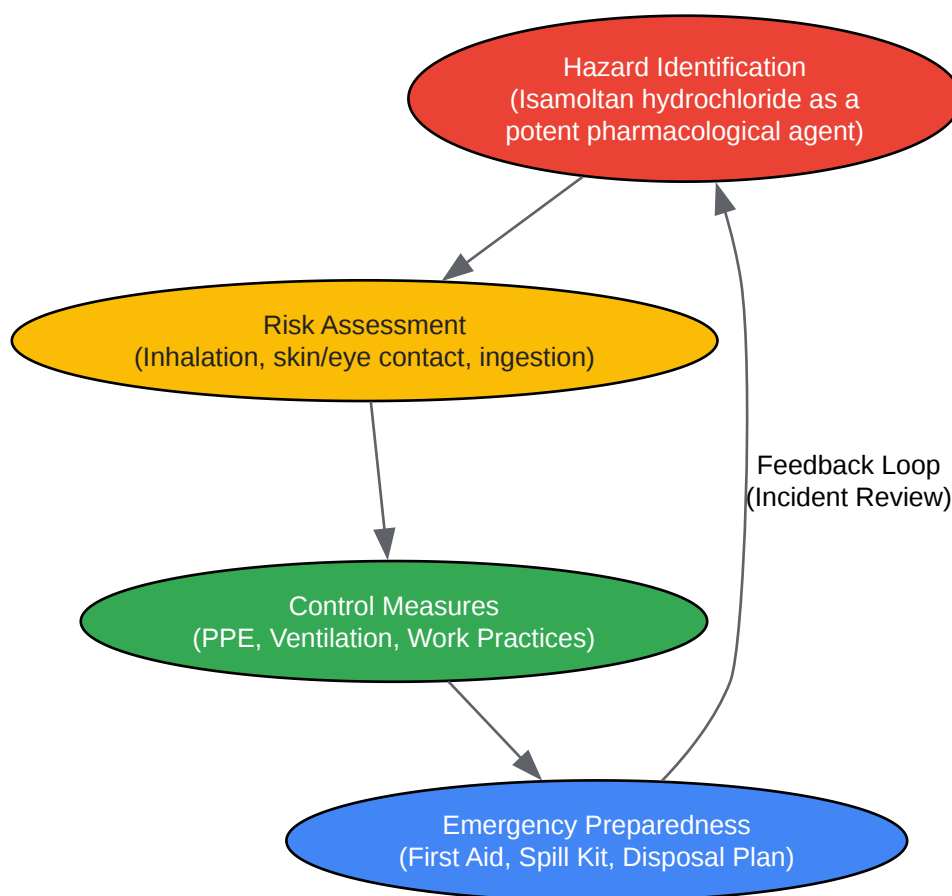 Hazard Identification
(Isamoltan hydrochloride as a
potent pharmacological agent)
Risk Assessment
(Inhalation, skin/eye contact, ingestion)
Feedback Loop
(Incident Review)
Control Measures
(PPE, Ventilation, Work Practices)
Emergency Preparedness
(First Aid, Spill Kit, Disposal Plan)